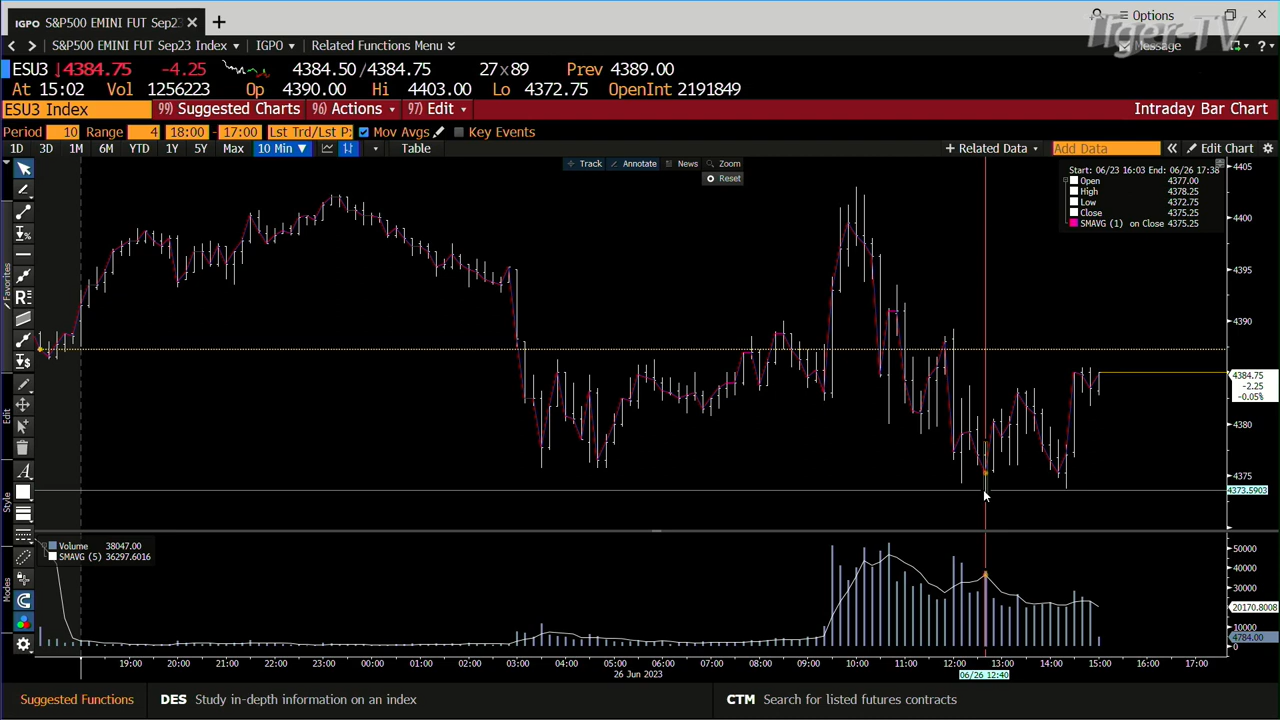 IGPO S&P500 EMINI FUT Sep23 × +
Options
Tiger-TV
< > S&P500 EMINI FUT Sep23 Index IGPO Related Functions Menu
Message ?
ESU3 ↓4384.75 -4.25 4384.50/4384.75 27x89 Prev 4389.00
At 15:02 Vol 1256223 Op 4390.00 Hi 4403.00 Lo 4372.75 OpenInt 2191849
ESU3 Index 99) Suggested Charts 96) Actions 97) Edit Intraday Bar Chart
Period 10 Range 4 18:00 - 17:00 Lst Trd/Lst P; Mov Avgs Key Events
1D 3D 1M 6M YTD 1Y 5Y Max 10 Min ▼ Table + Related Data Add Data « Edit Chart
Track Annotate News Zoom
Reset
Start: 06/23 16:03 End: 06/26 17:38
Open 4377.00
High 4378.25
Low 4372.75
Close 4375.25
SMAVG (1) on Close 4375.25
Favorites
Edit
Style
Modes
4405
4400
4395
4390
4384.75
-2.25
-0.05%
4380
4375
4373.5903
Volume 38047.00
SMAVG (5) 36297.6016
50000
40000
30000
20170.8008
10000
4784.00
0
19:00 20:00 21:00 22:00 23:00 00:00 01:00 02:00 03:00 04:00 05:00 06:00 07:00 08:00 09:00 10:00 11:00 12:00 13:00 14:00 15:00 16:00 17:00
26 Jun 2023 06/26 12:40
Suggested Functions DES Study in-depth information on an index CTM Search for listed futures contracts